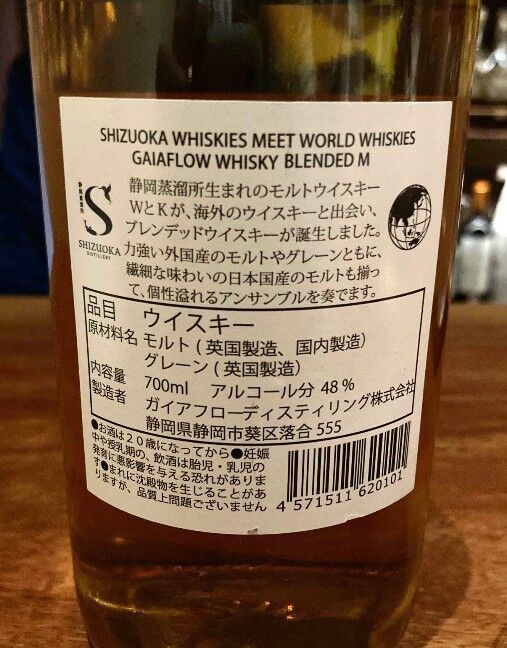 SHIZUOKA WHISKIES MEET WORLD WHISKIES
GAIAFLOW WHISKY BLENDED M
静岡蒸溜所
S
SHIZUOKA
DISTILLERY
静岡蒸溜所生まれのモルトウイスキー
WとKが、海外のウイスキーと出会い、
ブレンデッドウイスキーが誕生しました。
力強い外国産のモルトやグレーンともに、
繊細な味わいの日本国産のモルトも揃っ
て、個性溢れるアンサンブルを奏でます。
品目 ウイスキー
原材料名 モルト(英国製造、国内製造)
グレーン(英国製造)
内容量 700ml アルコール分 48%
製造者 ガイアフローディスティリング株式会社
静岡県静岡市葵区落合 555
●お酒は20歳になってから●妊娠
中や授乳期の、飲酒は胎児・乳児の
発育に悪影響を与える恐れがありま
す●まれに沈殿物を生じることがあ
りますが、品質上問題ございません
4 571511 620101